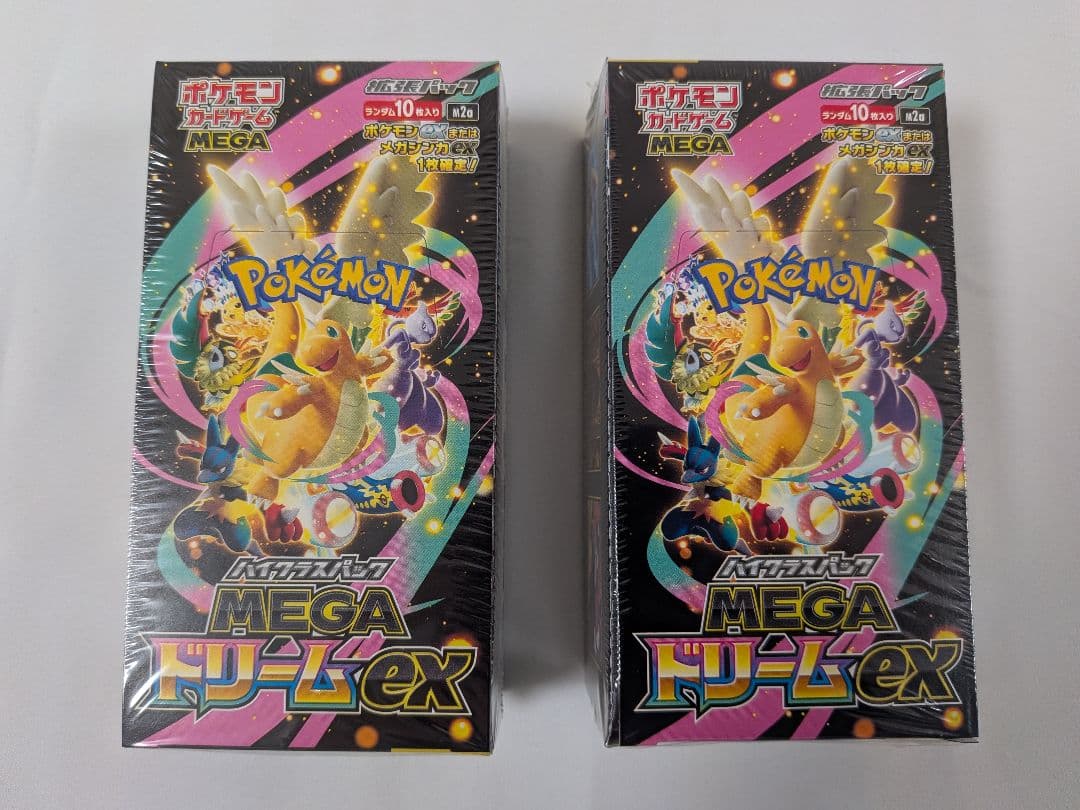 ポケモン
カードゲーム
MEGA
拡張パック
ランダム10枚入り M2a
ポケモンexまたは
メガシンカex
1枚確定!
POKéMON
ハイクラスパック
MEGA
ドリームex
ポケモン
カードゲーム
MEGA
拡張パック
ランダム10枚入り M2a
ポケモンexまたは
メガシンカex
1枚確定!
POKéMON
ハイクラスパック
MEGA
ドリームex